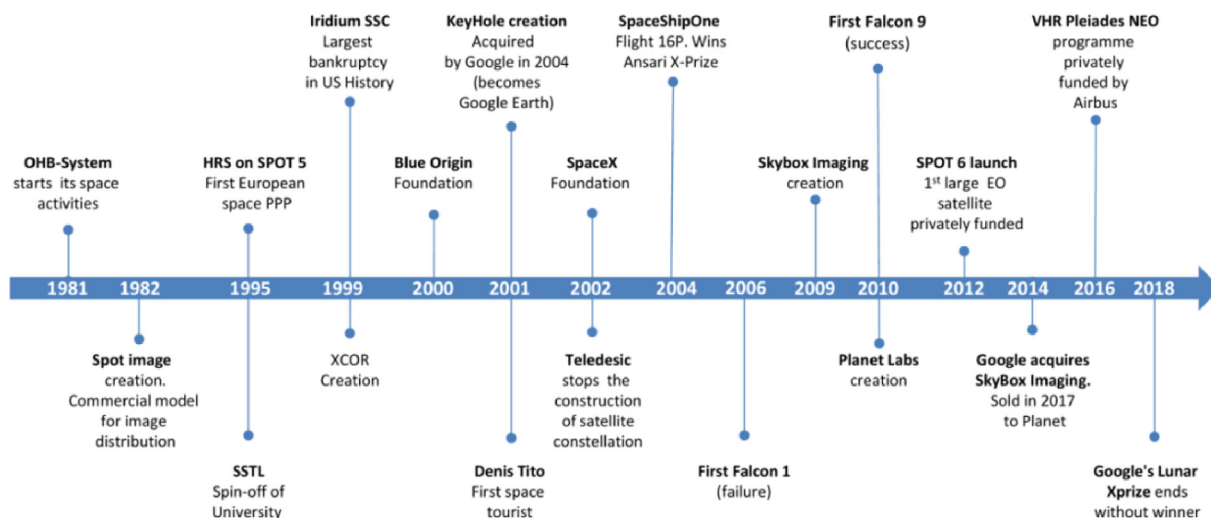 Iridium SSC
Largest
bankruptcy
in US History
KeyHole creation
Acquired
by Google in 2004
(becomes
Google Earth)
SpaceShipOne
Flight 16P. Wins
Ansari X-Prize
First Falcon 9
(success)
VHR Pleiades NEO
programme
privately
funded by
Airbus
OHB-System
starts its space
activities
HRS on SPOT 5
First European
space PPP
Blue Origin
Foundation
SpaceX
Foundation
Skybox Imaging
creation
SPOT 6 launch
1st large EO
satellite
privately funded
1981 1982 1995 1999 2000 2001 2002 2004 2006 2009 2010 2012 2014 2016 2018
Spot image
creation.
Commercial model
for image
distribution
XCOR
Creation
Teledesic
stops the
construction
of satellite
constellation
Planet Labs
creation
Google acquires
SkyBox Imaging.
Sold in 2017
to Planet
SSTL
Spin-off of
University
Denis Tito
First space
tourist
First Falcon 1
(failure)
Google's Lunar
Xprize ends
without winner